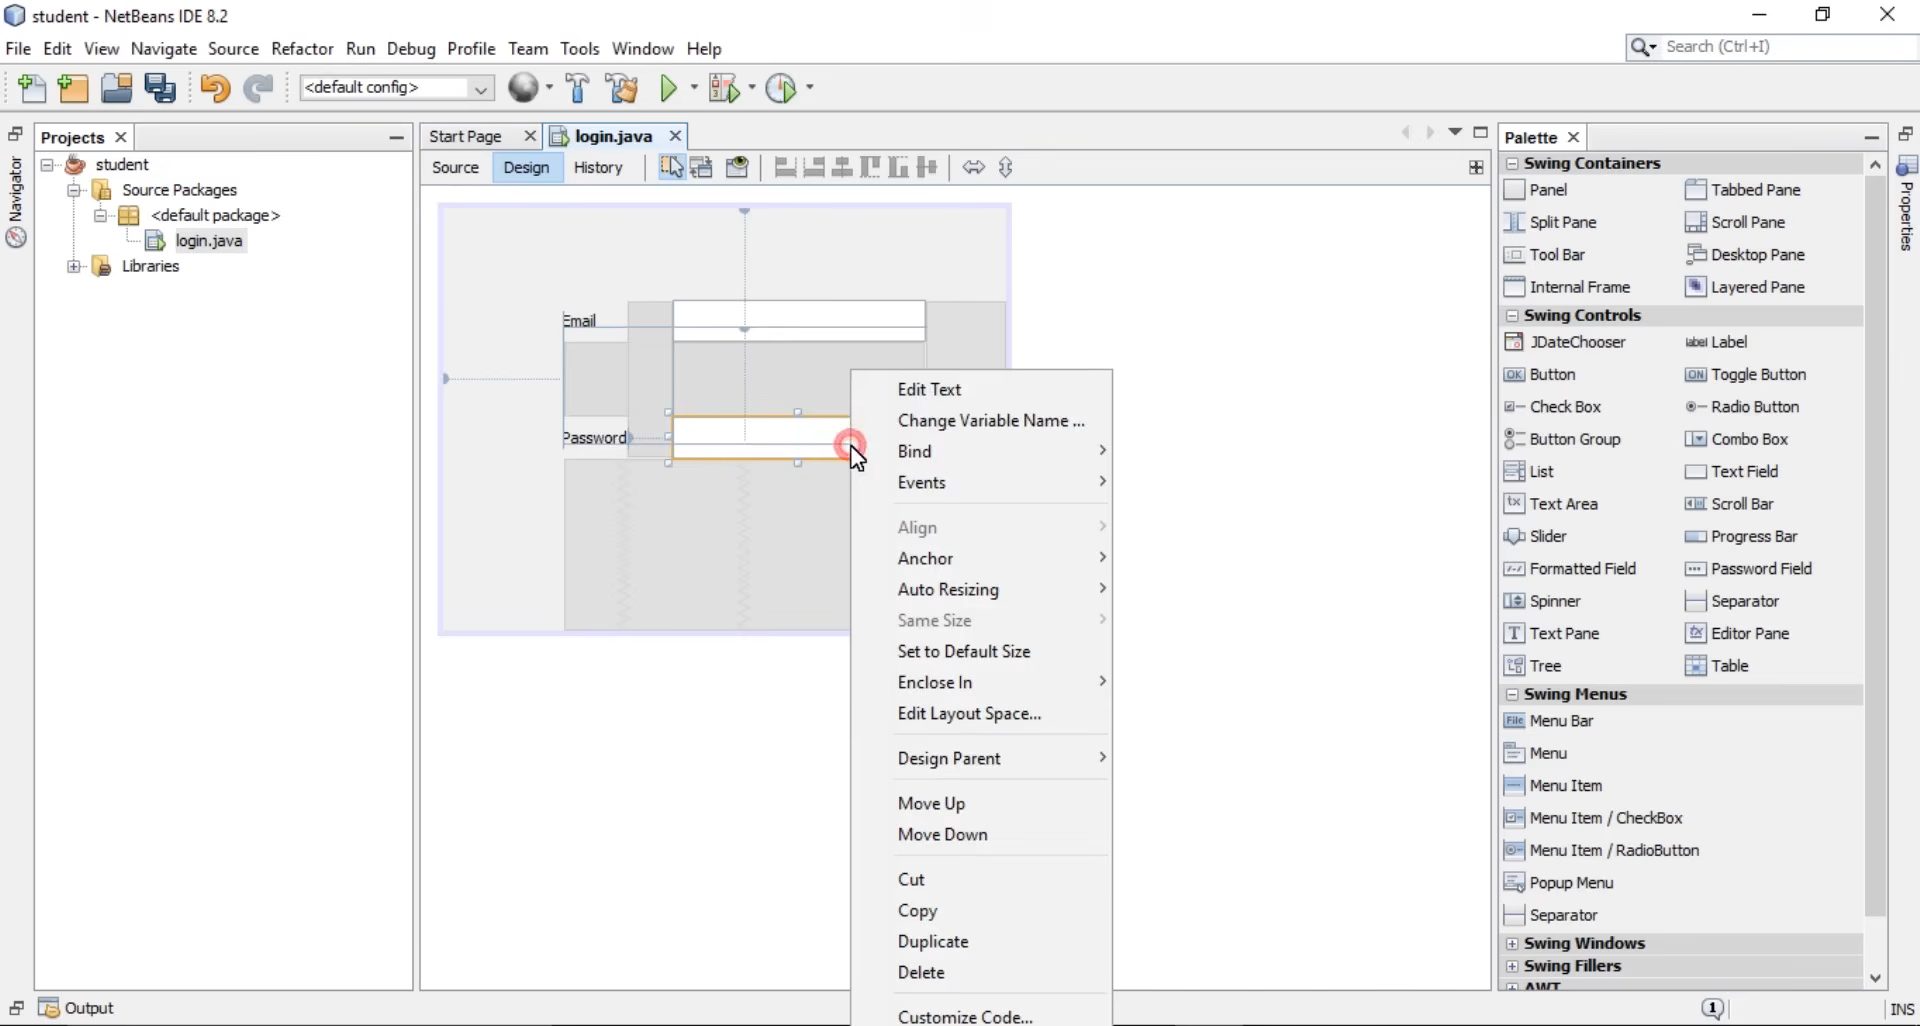 student - NetBeans IDE 8.2
File Edit View Navigate Source Refactor Run Debug Profile Team Tools Window Help
Search (Ctrl+I)
<default config>
Projects
Start Page
login.java
Palette
Navigator
Properties
student
Source Packages
<default package>
login.java
Libraries
Source Design History
Email
Password
Edit Text
Change Variable Name ...
Bind
Events
Align
Anchor
Auto Resizing
Same Size
Set to Default Size
Enclose In
Edit Layout Space...
Design Parent
Move Up
Move Down
Cut
Copy
Duplicate
Delete
Customize Code...
Swing Containers
Panel Tabbed Pane
Split Pane Scroll Pane
Tool Bar Desktop Pane
Internal Frame Layered Pane
Swing Controls
JDateChooser label Label
OK Button ON Toggle Button
Check Box Radio Button
Button Group Combo Box
List Text Field
tx Text Area Scroll Bar
Slider Progress Bar
Formatted Field Password Field
Spinner Separator
T Text Pane Editor Pane
Tree Table
Swing Menus
File Menu Bar
Menu
Menu Item
Menu Item / CheckBox
Menu Item / RadioButton
Popup Menu
Separator
Swing Windows
Swing Fillers
AWT
Output
1
INS